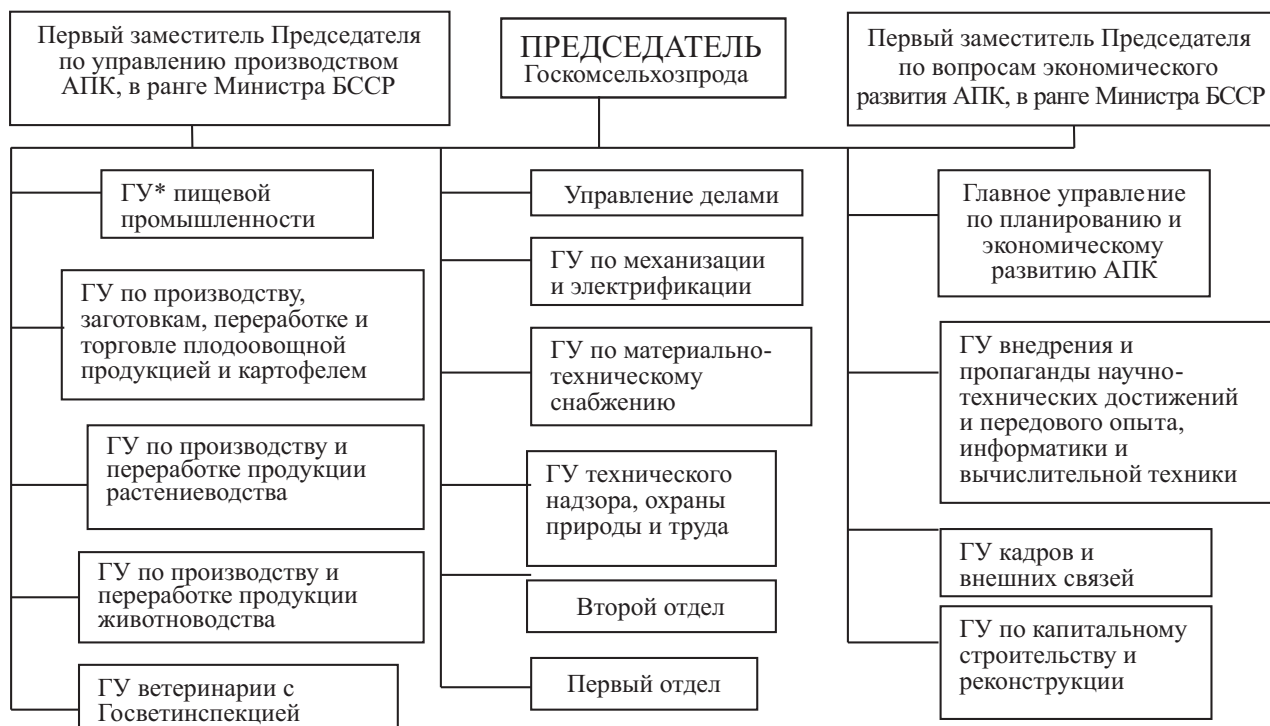 Первый заместитель Председателя
по управлению производством
АПК, в ранге Министра БССР
ПРЕДСЕДАТЕЛЬ
Госкомсельхозпрода
Первый заместитель Председателя
по вопросам экономического
развития АПК, в ранге Министра БССР
ГУ* пищевой
промышленности
ГУ по производству,
заготовкам, переработке и
торговле плодоовощной
продукцией и картофелем
ГУ по производству и
переработке продукции
растениеводства
ГУ по производству и
переработке продукции
животноводства
ГУ ветеринарии с
Госветинспекцией
Управление делами
ГУ по механизации
и электрификации
ГУ по материально-
техническому
снабжению
ГУ технического
надзора, охраны
природы и труда
Второй отдел
Первый отдел
Главное управление
по планированию и
экономическому
развитию АПК
ГУ внедрения и
пропаганды научно-
технических достижений
и передового опыта,
информатики и
вычислительной техники
ГУ кадров и
внешних связей
ГУ по капитальному
строительству и
реконструкции